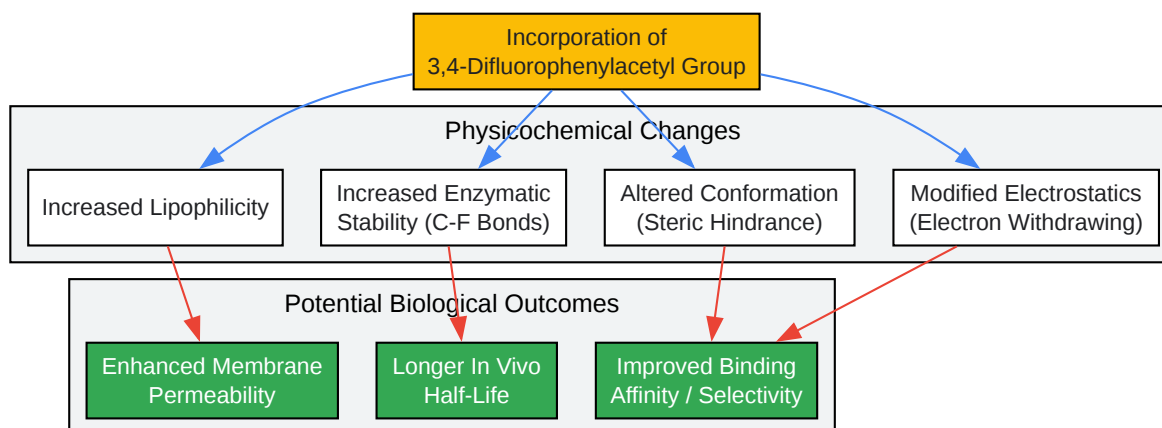 Incorporation of
3,4-Difluorophenylacetyl Group
Physicochemical Changes
Increased Lipophilicity
Increased Enzymatic
Stability (C-F Bonds)
Altered Conformation
(Steric Hindrance)
Modified Electrostatics
(Electron Withdrawing)
Potential Biological Outcomes
Enhanced Membrane
Permeability
Longer In Vivo
Half-Life
Improved Binding
Affinity / Selectivity